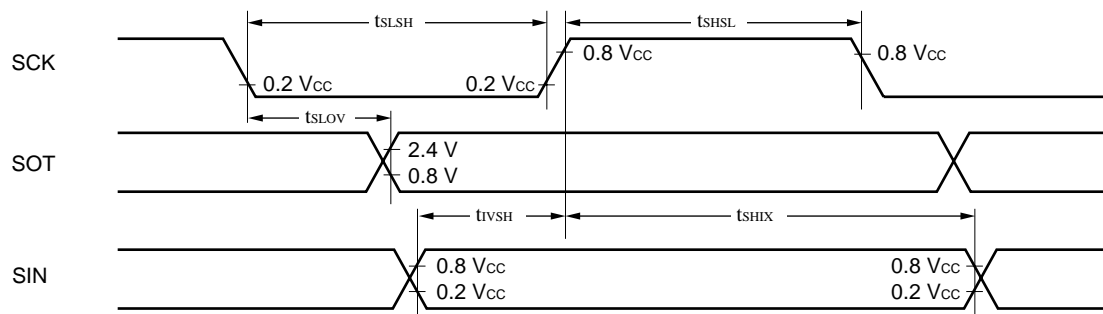 tSLSH tSHSL
SCK
0.8 VCC 0.8 VCC
0.2 VCC 0.2 VCC
tSLOV
SOT
2.4 V
0.8 V
tIVSH tSHIX
SIN
0.8 VCC 0.8 VCC
0.2 VCC 0.2 VCC